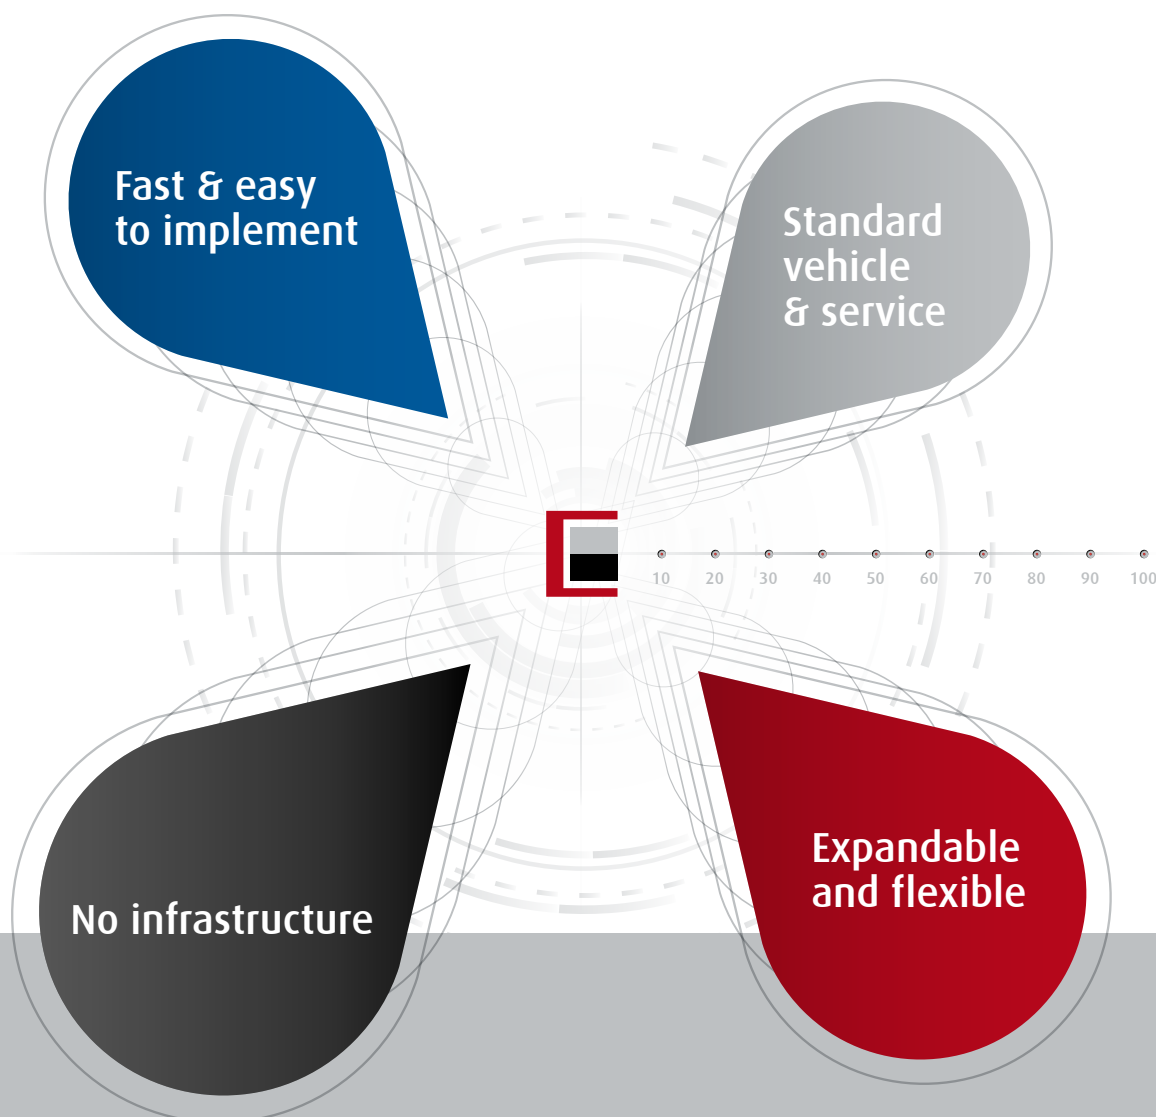 Fast & easy
to implement
Standard
vehicle
& service
10 20 30 40 50 60 70 80 90 100
No infrastructure
Expandable
and flexible